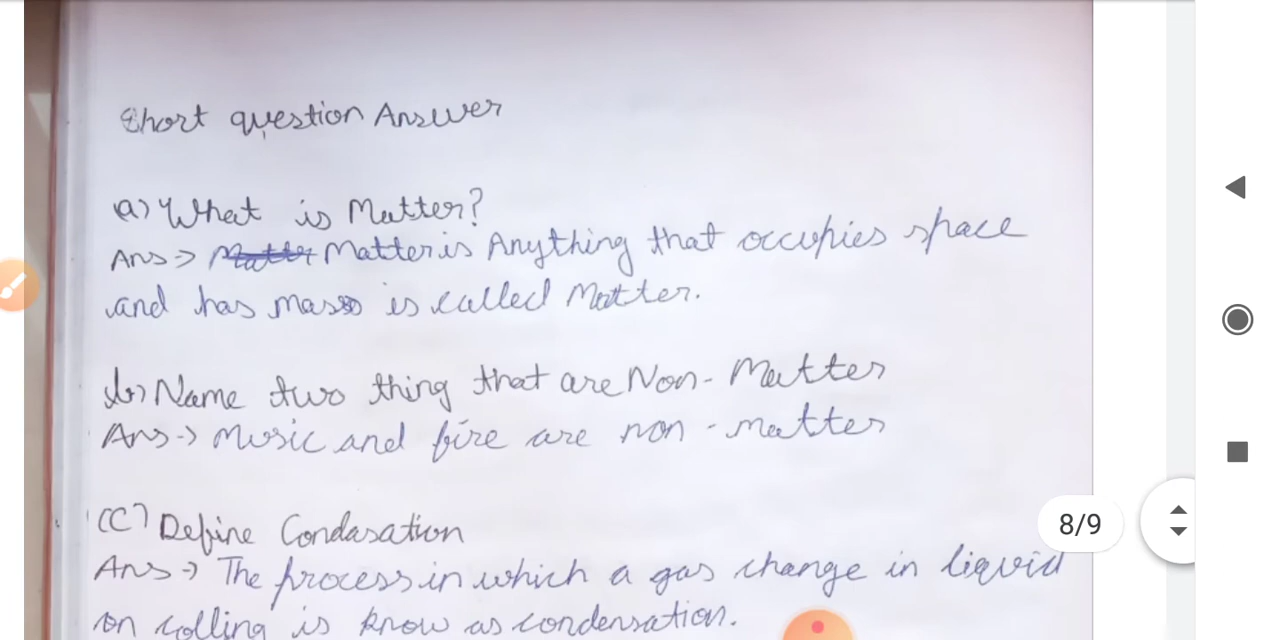 Short question Answer
a) What is Matter?
Ans → Matter is Anything that occupies space
and has mass is called Matter.
b) Name two thing that are Non-Matter
Ans → Music and fire are non-matter
(C) Define Condasation
Ans → The process in which a gas change in liquid
on colling is know as condensation.
8/9